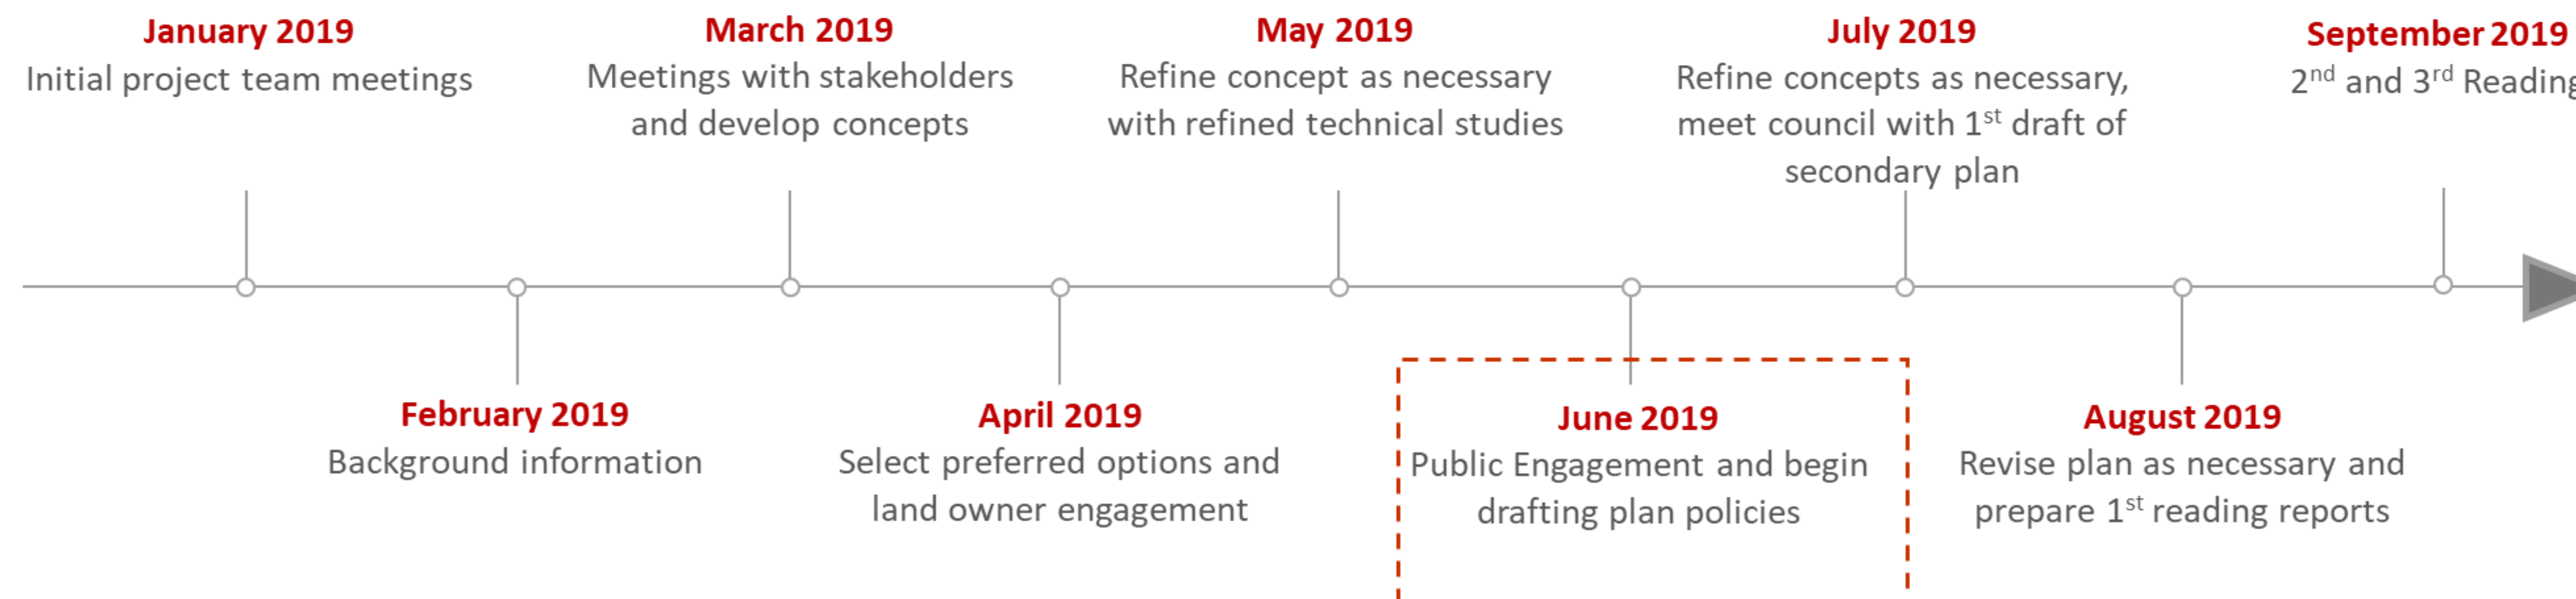 January 2019
Initial project team meetings
March 2019
Meetings with stakeholders
and develop concepts
May 2019
Refine concept as necessary
with refined technical studies
July 2019
Refine concepts as necessary,
meet council with 1st draft of
secondary plan
September 2019
2nd and 3rd Reading
February 2019
Background information
April 2019
Select preferred options and
land owner engagement
June 2019
Public Engagement and begin
drafting plan policies
August 2019
Revise plan as necessary and
prepare 1st reading reports